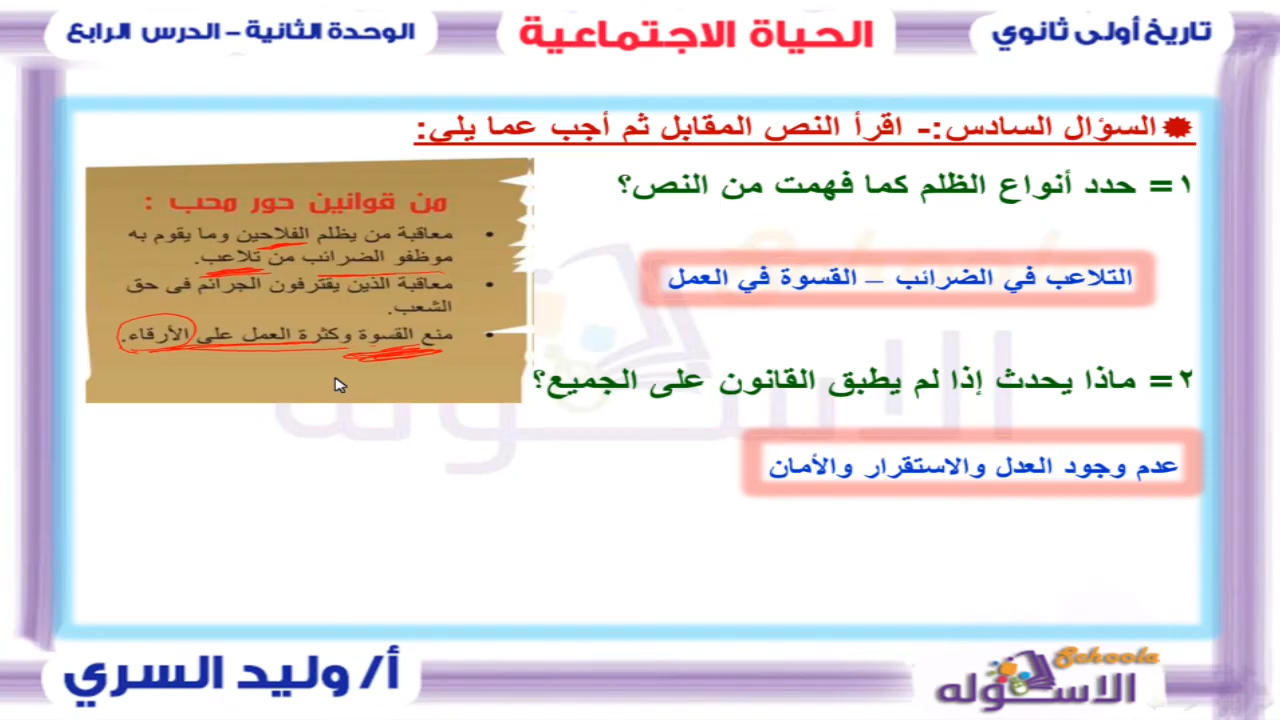 تاريخ أولى ثانوي
الحياة الاجتماعية
الوحدة الثانية - الدرس الرابع
السؤال السادس:- اقرأ النص المقابل ثم أجب عما يلي:
١= حدد أنواع الظلم كما فهمت من النص؟
التلاعب في الضرائب – القسوة في العمل
٢= ماذا يحدث إذا لم يطبق القانون على الجميع؟
عدم وجود العدل والاستقرار والأمان
من قوانين حور محب :
• معاقبة من يظلم الفلاحين وما يقوم به
موظفو الضرائب من تلاعب.
• معاقبة الذين يقترفون الجرائم فى حق
الشعب.
• منع القسوة وكثرة العمل على الأرقاء.
أ/ وليد السري
Schoola
الاسكوله